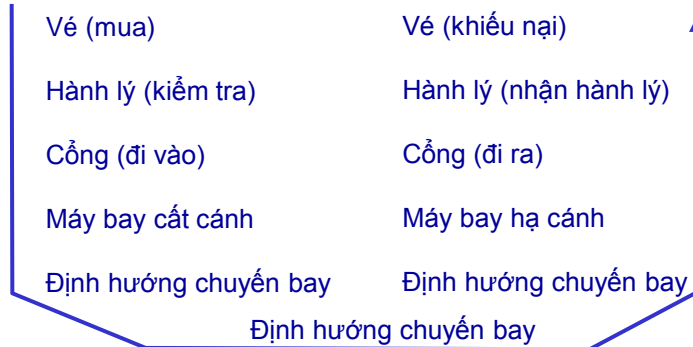 Vé (mua) Vé (khiếu nại)
Hành lý (kiểm tra) Hành lý (nhận hành lý)
Cổng (đi vào) Cổng (đi ra)
Máy bay cất cánh Máy bay hạ cánh
Định hướng chuyến bay Định hướng chuyến bay
Định hướng chuyến bay